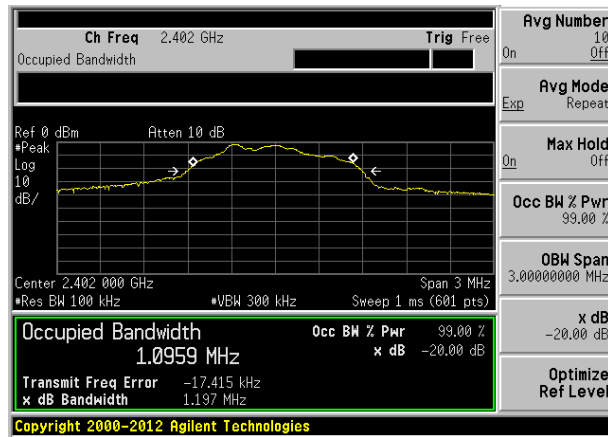 Ch Freq 2.402 GHz Trig Free
Occupied Bandwidth
Ref 0 dBm Atten 10 dB
#Peak
Log
10
dB/
Center 2.402 000 GHz Span 3 MHz
#Res BW 100 kHz #VBW 300 kHz Sweep 1 ms (601 pts)
Occupied Bandwidth Occ BW % Pwr 99.00 %
1.0959 MHz x dB -20.00 dB
Transmit Freq Error -17.415 kHz
x dB Bandwidth 1.197 MHz
Copyright 2000-2012 Agilent Technologies
Avg Number
10
On Off
Avg Mode
Exp Repeat
Max Hold
On Off
Occ BW % Pwr
99.00 %
OBW Span
3.00000000 MHz
x dB
-20.00 dB
Optimize
Ref Level